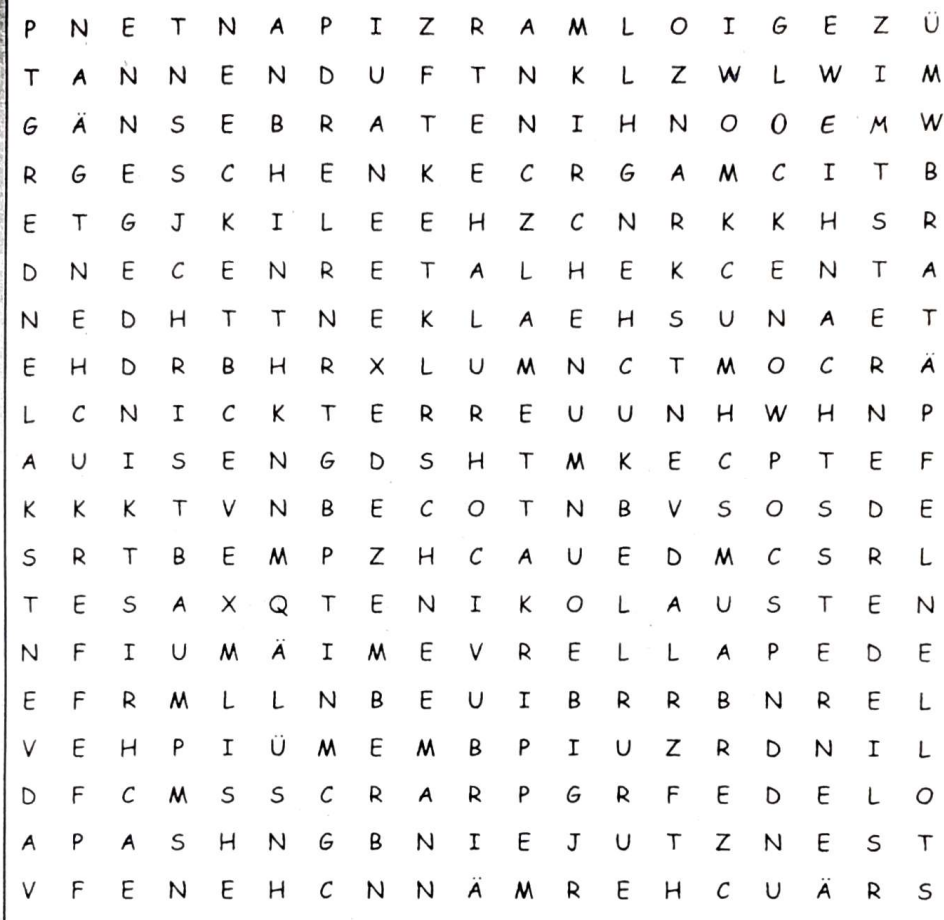 P N E T N A P I Z R A M L O I G E Z Ü
T A N N E N D U F T N K L Z W L W I M
G Ä N S E B R A T E N I H N O O E M W
R G E S C H E N K E C R G A M C I T B
E T G J K I L E E H Z C N R K K H S R
D N E C E N R E T A L H E K C E N T A
N E D H T T N E K L A E H S U N A E T
E H D R B H R X L U M N C T M O C R Ä
L C N I C K T E R R E U U N H W H N P
A U I S E N G D S H T M K E C P T E F
K K K T V N B E C O T N B V S O S D E
S R T B E M P Z H C A U E D M C S R L
T E S A X Q T E N I K O L A U S T E N
N F I U M Ä I M E V R E L L A P E D E
E F R M L L N B E U I B R R B N R E L
V E H P I Ü M E M B P I U Z R D N I L
D F C M S S C R A R P G R F E D E L O
A P A S H N G B N I E J U T Z N E S T
V F E N E H C N N Ä M R E H C U Ä R S